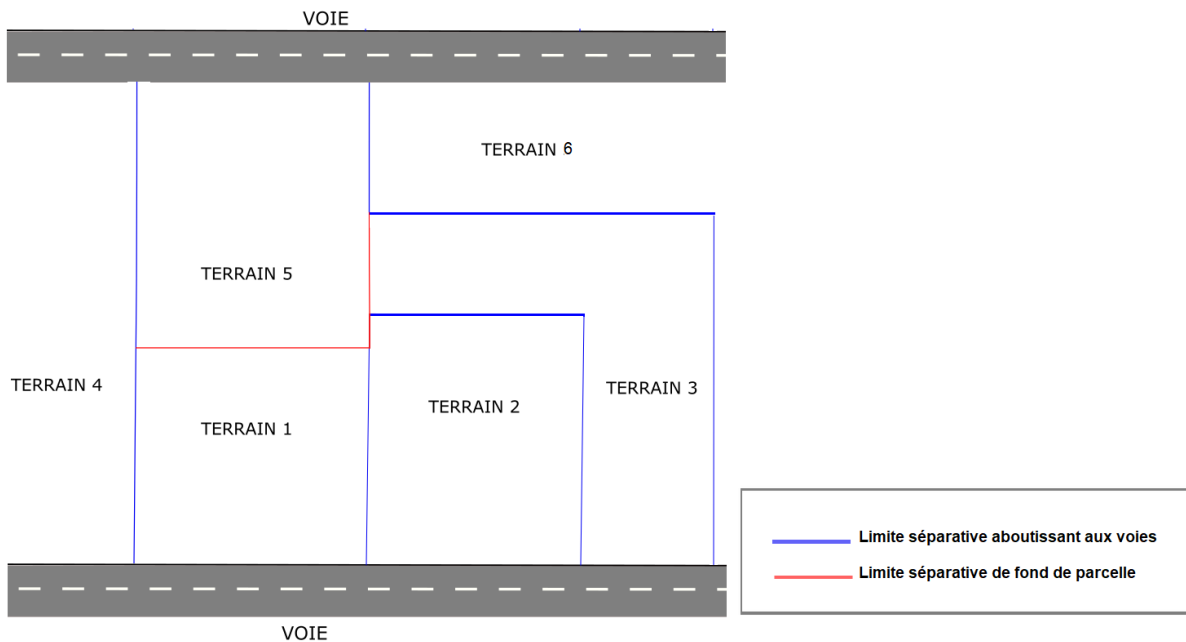 VOIE
TERRAIN 6
TERRAIN 5
TERRAIN 4
TERRAIN 3
TERRAIN 2
TERRAIN 1
Limite séparative aboutissant aux voies
Limite séparative de fond de parcelle
VOIE